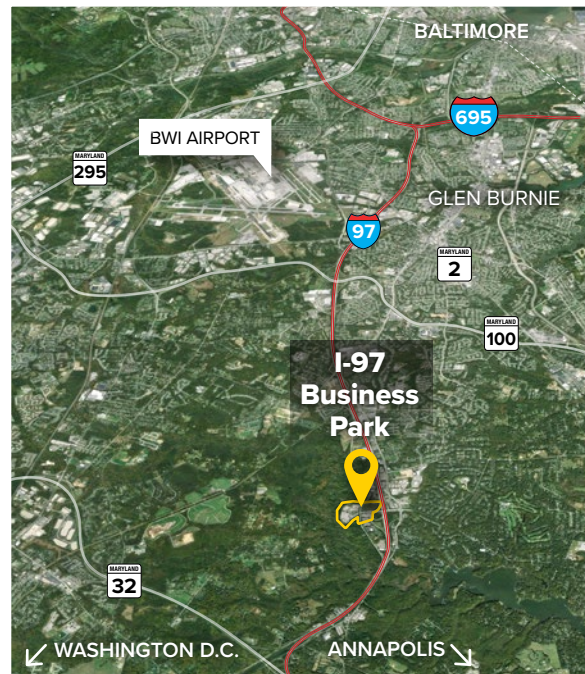 BALTIMORE
695
BWI AIRPORT
MARYLAND
295
GLEN BURNIE
97
MARYLAND
2
MARYLAND
100
I-97
Business
Park
MARYLAND
32
WASHINGTON D.C.
ANNAPOLIS